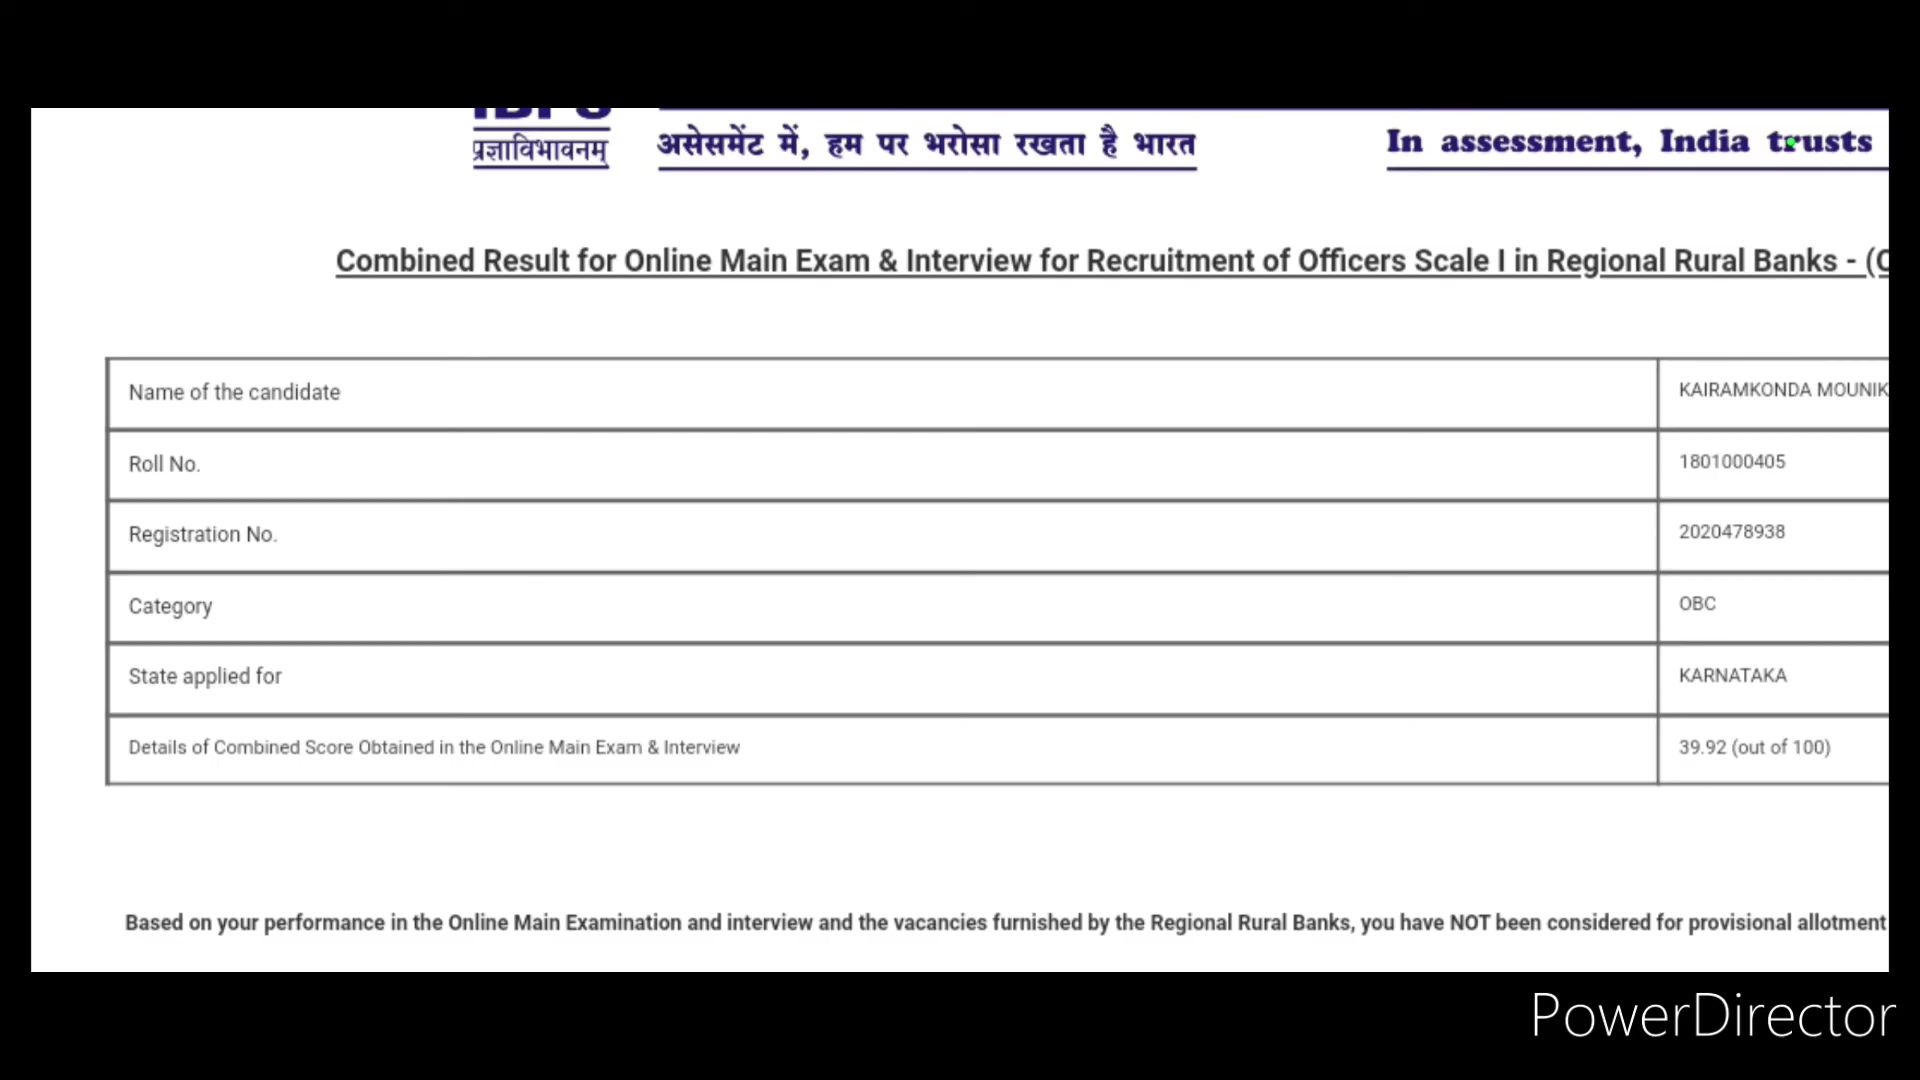 IBPS
प्रज्ञाविभावनम्
असेसमेंट में, हम पर भरोसा रखता है भारत
In assessment, India trusts
Combined Result for Online Main Exam & Interview for Recruitment of Officers Scale I in Regional Rural Banks - (
Name of the candidate KAIRAMKONDA MOUNIK
Roll No. 1801000405
Registration No. 2020478938
Category OBC
State applied for KARNATAKA
Details of Combined Score Obtained in the Online Main Exam & Interview 39.92 (out of 100)
Based on your performance in the Online Main Examination and interview and the vacancies furnished by the Regional Rural Banks, you have NOT been considered for provisional allotment
PowerDirector